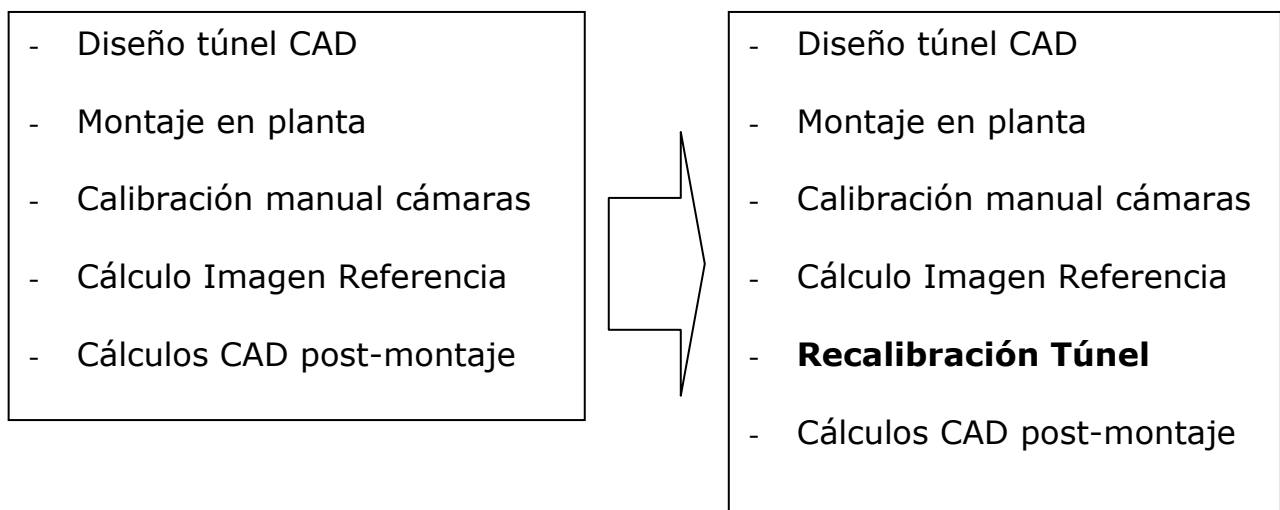 - Diseño túnel CAD
- Montaje en planta
- Calibración manual cámaras
- Cálculo Imagen Referencia
- Cálculos CAD post-montaje
- Diseño túnel CAD
- Montaje en planta
- Calibración manual cámaras
- Cálculo Imagen Referencia
- Recalibración Túnel
- Cálculos CAD post-montaje